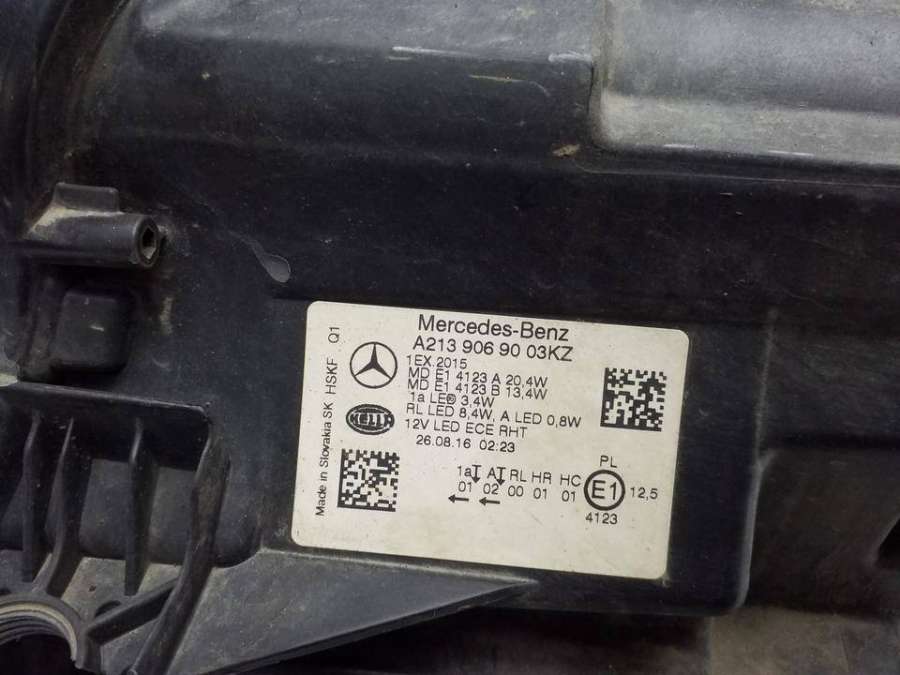 Mercedes-Benz
A213 906 90 03KZ
1EX.2015
MD E1 4123 A 20,4W
MD E1 4123 B 13,4W
1a LED 3,4W
RL LED 8,4W, A LED 0,8W
12V LED ECE RHT
26.08.16 02:23
HELLA
Made in Slovakia SK HSKF Q1
1a A RL HR HC PL
01 02 00 01 01 E1 12,5
4123